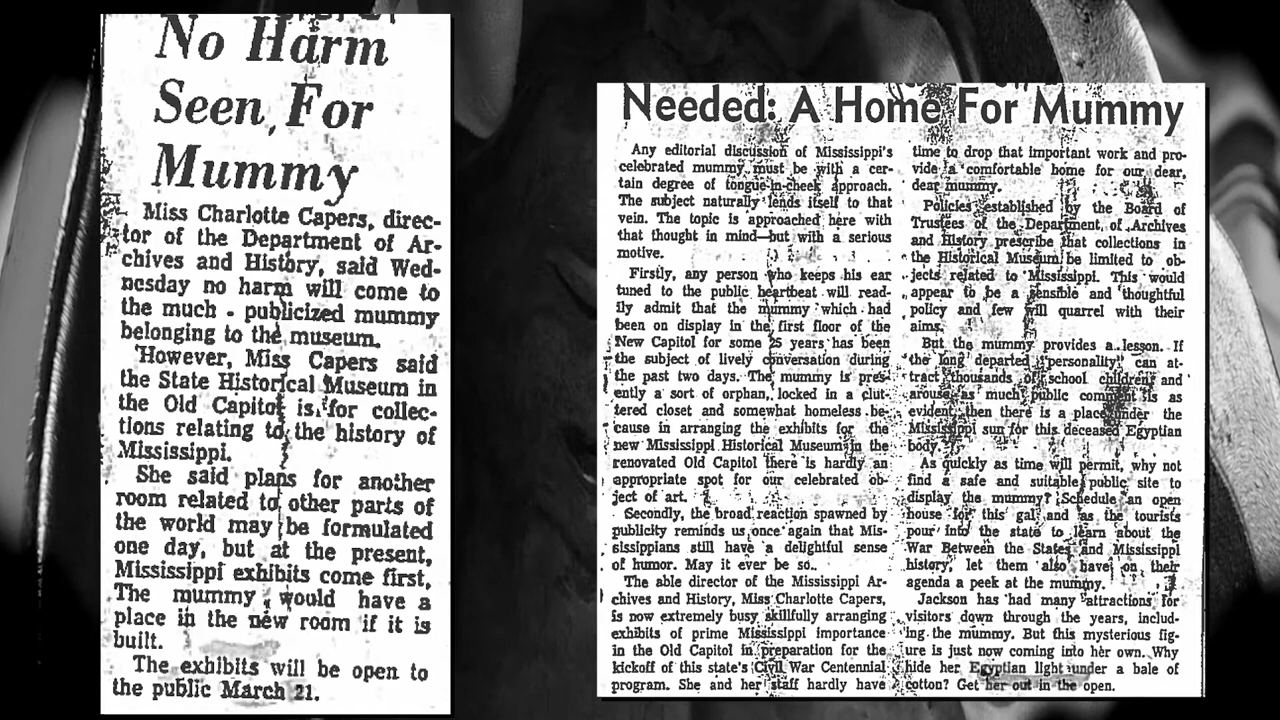 No Harm
Seen For
Mummy
Miss Charlotte Capers, direc-
tor of the Department of Ar-
chives and History, said Wed-
nesday no harm will come to
the much - publicized mummy
belonging to the museum.
However, Miss Capers said
the State Historical Museum in
the Old Capitol is for collec-
tions relating to the history of
Mississippi.
She said plans for another
room related to other parts of
the world may be formulated
one day, but at the present,
Mississippi exhibits come first.
The mummy would have a
place in the new room if it is
built.
The exhibits will be open to
the public March 21.
Needed: A Home For Mummy
Any editorial discussion of Mississippi's
celebrated mummy must be with a cer-
tain degree of tongue-in-cheek approach.
The subject naturally lends itself to that
vein. The topic is approached here with
that thought in mind—but with a serious
motive.
Firstly, any person who keeps his ear
tuned to the public heartbeat will read-
ily admit that the mummy which had
been on display in the first floor of the
New Capitol for some 25 years has been
the subject of lively conversation during
the past two days. The mummy is pres-
ently a sort of orphan, locked in a clut-
tered closet and somewhat homeless be-
cause in arranging the exhibits for the
new Mississippi Historical Museum in the
renovated Old Capitol there is hardly an
appropriate spot for our celebrated ob-
ject of art.
Secondly, the broad reaction spawned by
publicity reminds us once again that Mis-
sissippians still have a delightful sense
of humor. May it ever be so.
The able director of the Mississippi Ar-
chives and History, Miss Charlotte Capers,
is now extremely busy skillfully arranging
exhibits of prime Mississippi importance
in the Old Capitol in preparation for the
kickoff of this state's Civil War Centennial
program. She and her staff hardly have
time to drop that important work and pro-
vide a comfortable home for our dear,
dear mummy.
Policies established by the Board of
Trustees of the Department of Archives
and History prescribe that collections in
the Historical Museum be limited to ob-
jects related to Mississippi. This would
appear to be a sensible and thoughtful
policy and few will quarrel with their
aims.
But the mummy provides a lesson. If
the long departed "personality" can at-
tract thousands of school children and
arouse as much public comment as is
evident then there is a place under the
Mississippi sun for this deceased Egyptian
body.
As quickly as time will permit, why not
find a safe and suitable public site to
display the mummy? Schedule an open
house for this gal and as the tourists
pour into the state to learn about the
War Between the States and Mississippi
history, let them also have on their
agenda a peek at the mummy.
Jackson has had many attractions for
visitors down through the years, includ-
ing the mummy. But this mysterious fig-
ure is just now coming into her own. Why
hide her Egyptian light under a bale of
cotton? Get her out in the open.